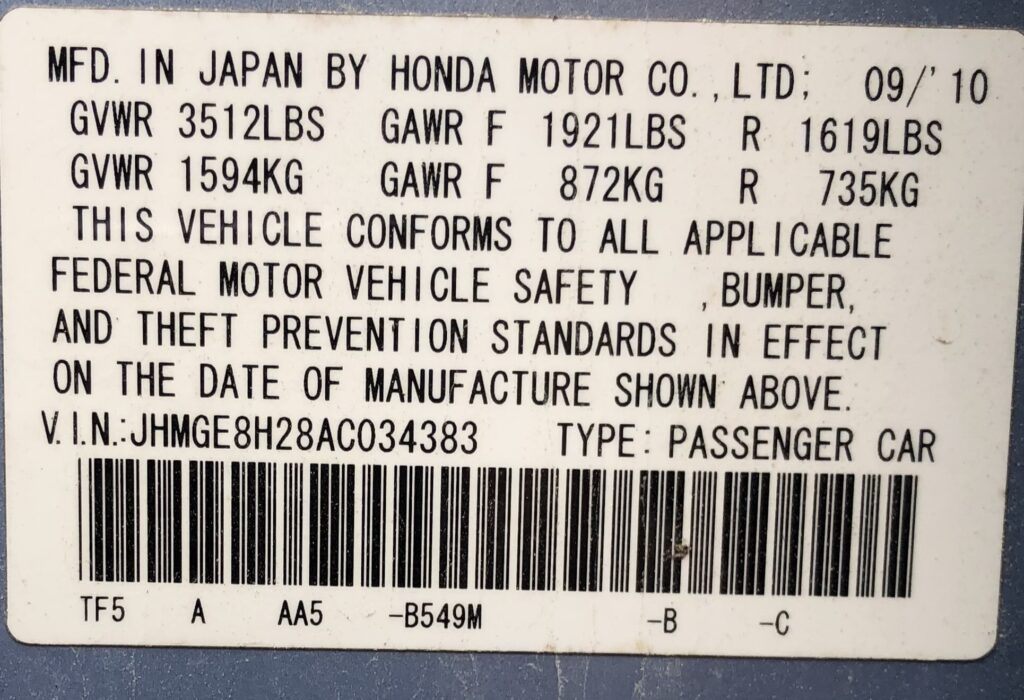 MFD. IN JAPAN BY HONDA MOTOR CO., LTD; 09/'10
GVWR 3512LBS GAWR F 1921LBS R 1619LBS
GVWR 1594KG GAWR F 872KG R 735KG
THIS VEHICLE CONFORMS TO ALL APPLICABLE
FEDERAL MOTOR VEHICLE SAFETY , BUMPER,
AND THEFT PREVENTION STANDARDS IN EFFECT
ON THE DATE OF MANUFACTURE SHOWN ABOVE.
V.I.N.:JHMGE8H28AC034383 TYPE: PASSENGER CAR
TF5 A AA5 -B549M -B -C